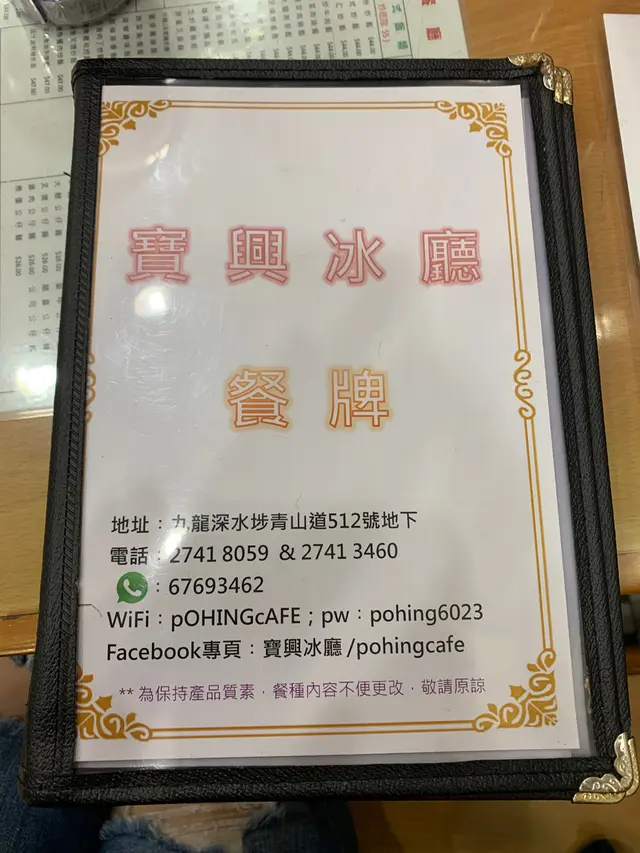 寶興冰廳
餐牌
地址：九龍深水埗青山道512號地下
電話：2741 8059 & 2741 3460
：67693462
WiFi：pOHINGcAFE；pw：pohing6023
Facebook專頁：寶興冰廳 /pohingcafe
** 為保持產品質素，餐種內容不便更改，敬請原諒